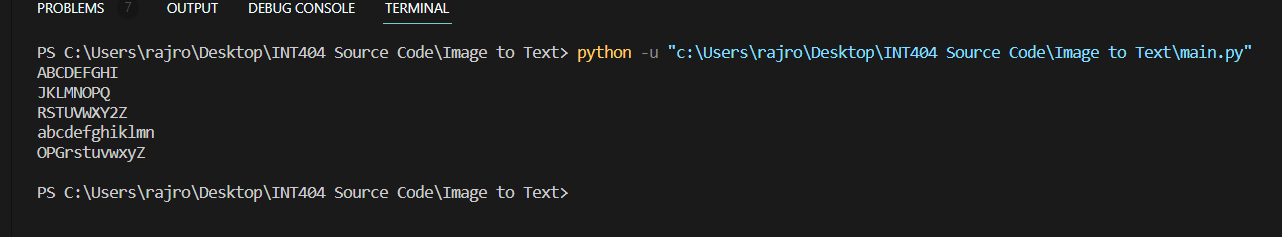 PROBLEMS 7 OUTPUT DEBUG CONSOLE TERMINAL
PS C:\Users\rajro\Desktop\INT404 Source Code\Image to Text> python -u "c:\Users\rajro\Desktop\INT404 Source Code\Image to Text\main.py"
ABCDEFGHI
JKLMNOPQ
RSTUVWXY2Z
abcdefghiklmn
OPGrstuvwxyZ
PS C:\Users\rajro\Desktop\INT404 Source Code\Image to Text>